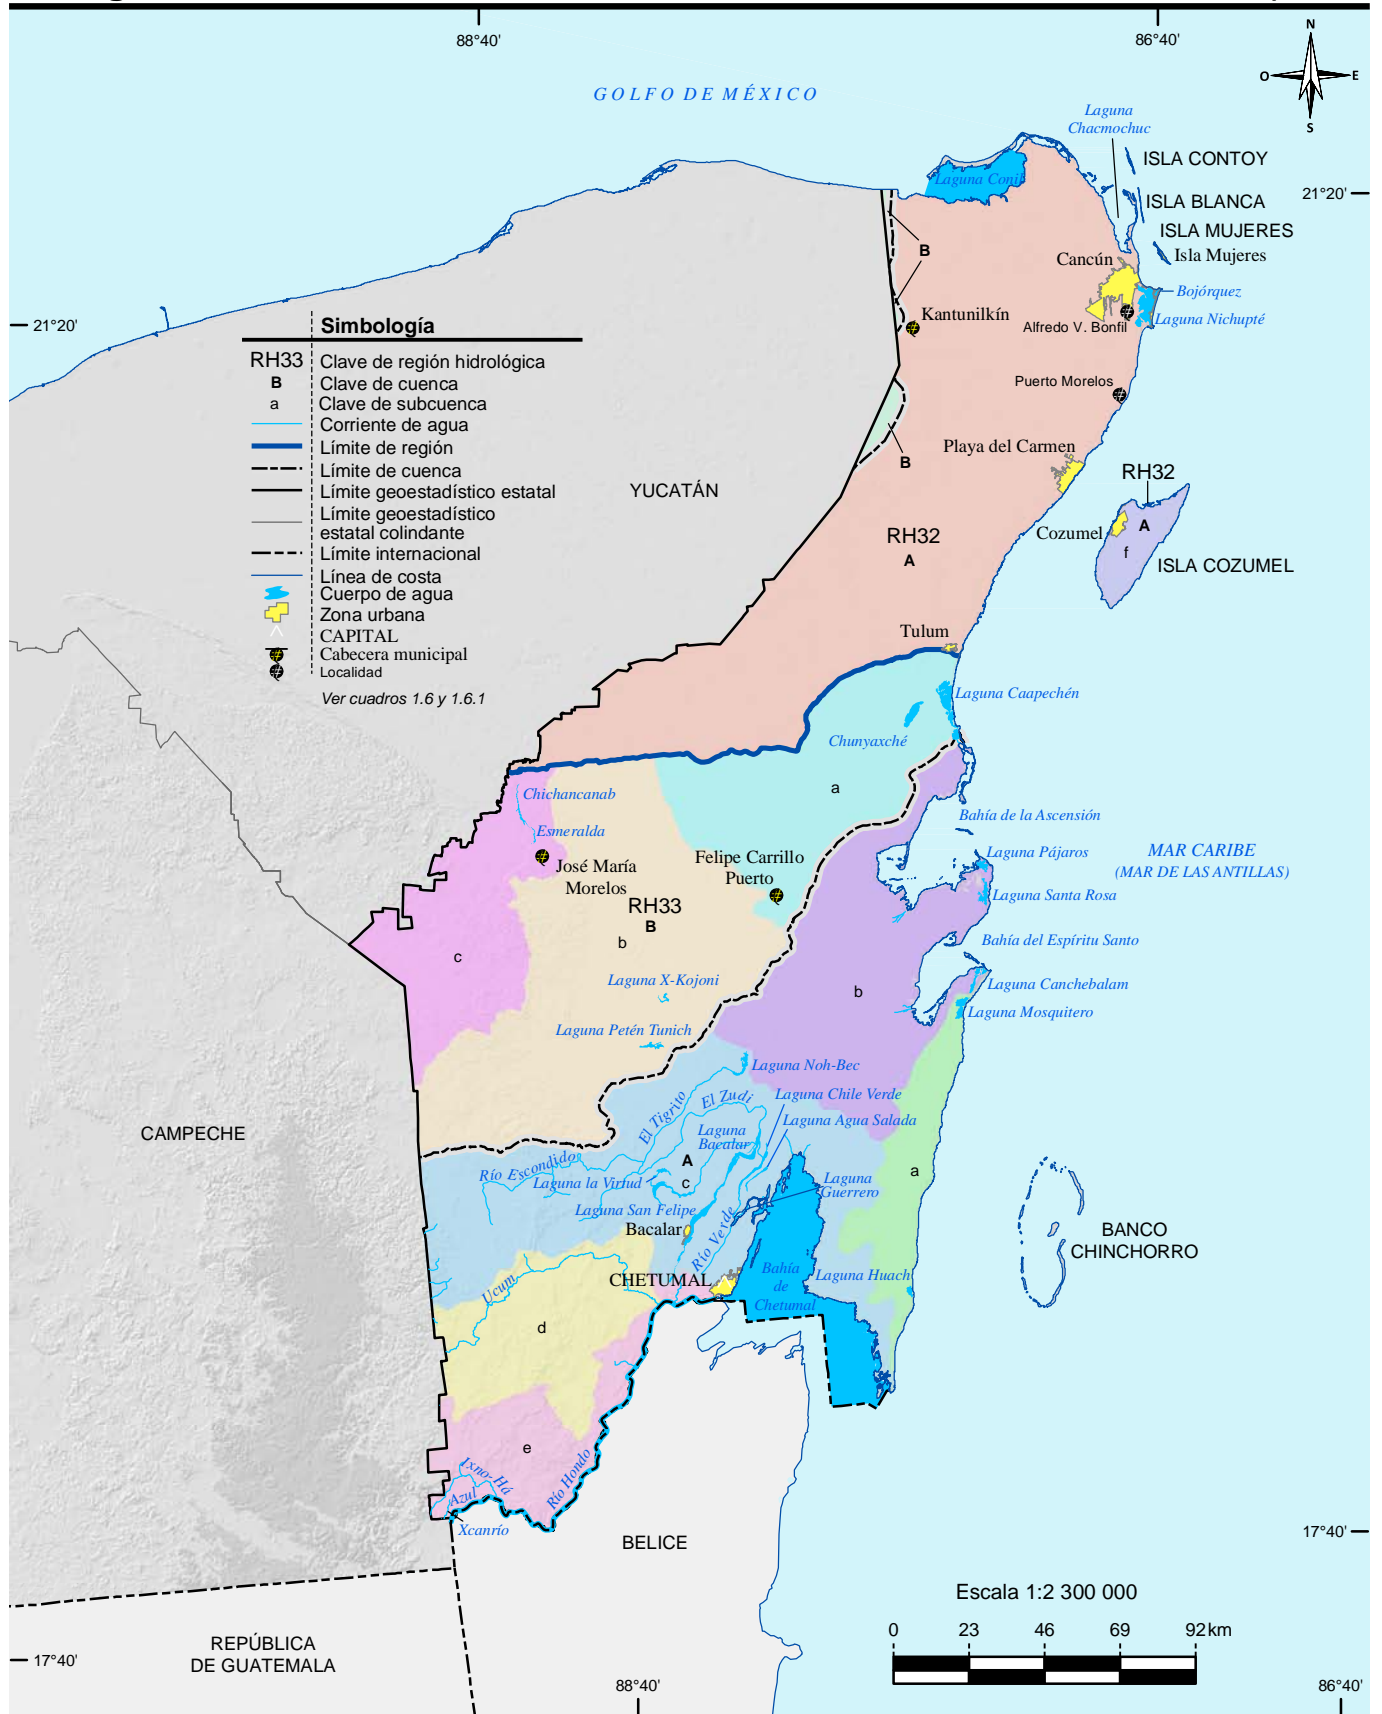 88°40'
86°40'
N
O
E
S
GOLFO DE MÉXICO
Laguna
Chacmochuc
ISLA CONTOY
Laguna Conil
21°20'
ISLA BLANCA
ISLA MUJERES
Isla Mujeres
B
Cancún
Bojórquez
Kantunilkín
Laguna Nichupté
21°20'
Alfredo V. Bonfil
Simbología
RH33 Clave de región hidrológica
B Clave de cuenca
a Clave de subcuenca
Corriente de agua
Límite de región
Límite de cuenca
Límite geoestadístico estatal
Límite geoestadístico
estatal colindante
Límite internacional
Línea de costa
Cuerpo de agua
Zona urbana
CAPITAL
Cabecera municipal
Localidad
Ver cuadros 1.6 y 1.6.1
Puerto Morelos
Playa del Carmen
B
YUCATÁN
RH32
A
Cozumel
f
ISLA COZUMEL
RH32
A
Tulum
Laguna Caapechén
Chunyaxché
a
Chichancanab
Esmeralda
Bahía de la Ascensión
José María
Morelos
Felipe Carrillo
Puerto
Laguna Pájaros
MAR CARIBE
(MAR DE LAS ANTILLAS)
Laguna Santa Rosa
RH33
B
b
c
Bahía del Espíritu Santo
Laguna X-Kojoni
b
Laguna Canchebalam
Laguna Mosquitero
Laguna Petén Tunich
Laguna Noh-Bec
Laguna Chile Verde
El Tigrito
El Zudi
Laguna Agua Salada
CAMPECHE
Laguna
Bacalar
A
c
Río Escondido
Laguna la Virtud
a
Laguna
Guerrero
Laguna San Felipe
Bacalar
Río Verde
BANCO
CHINCHORRO
CHETUMAL
Ucum
Bahía
de
Chetumal
Laguna Huach
d
e
Ixno-Há
Azul
Río Hondo
Xcanrío
BELICE
17°40'
Escala 1:2 300 000
0 23 46 69 92 km
REPÚBLICA
DE GUATEMALA
17°40'
88°40'
86°40'